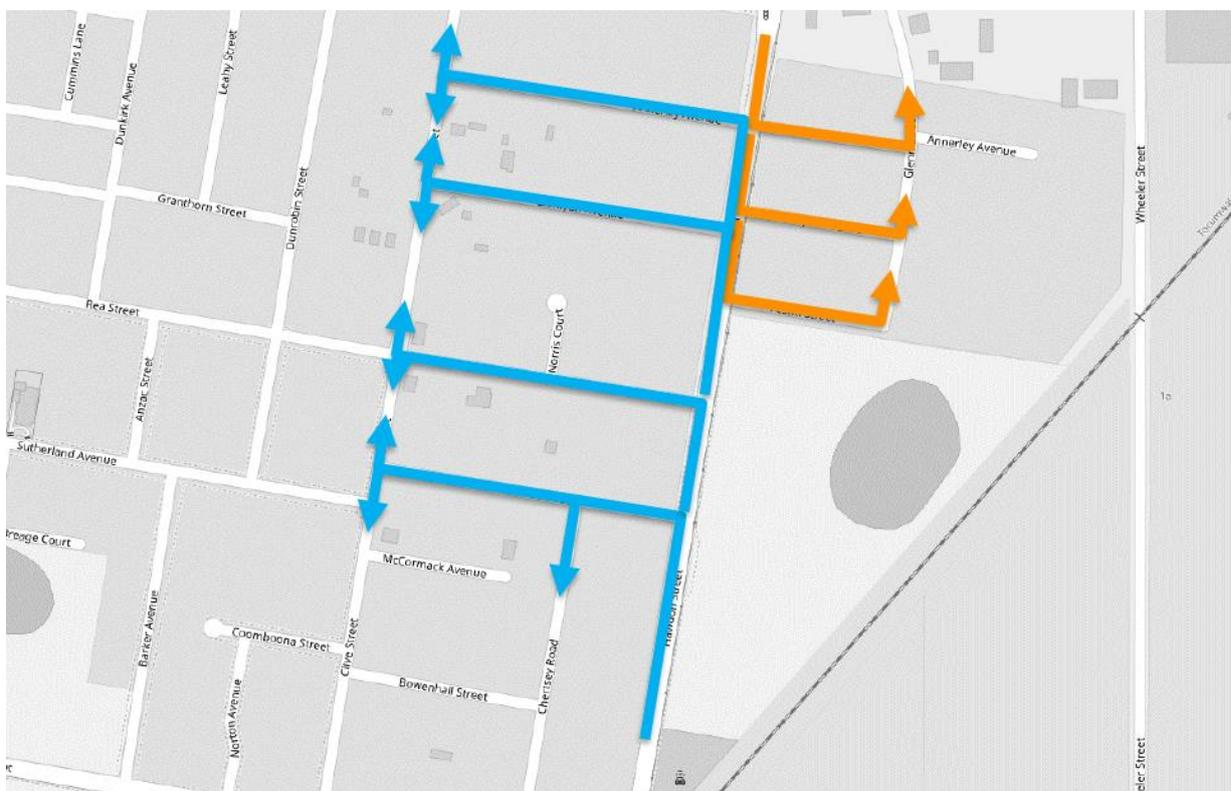 Cummins Lane
Dunkirk Avenue
Leahy Street
Annerley Avenue
Wheeler Street
Granthorn Street
Dunrobin Street
Rea Street
Norris Court
Anzac Street
Sutherland Avenue
McCormack Avenue
Coomboona Street
Clive Street
Barker Avenue
Norton Avenue
Bowenhall Street
Chertsey Road
Street